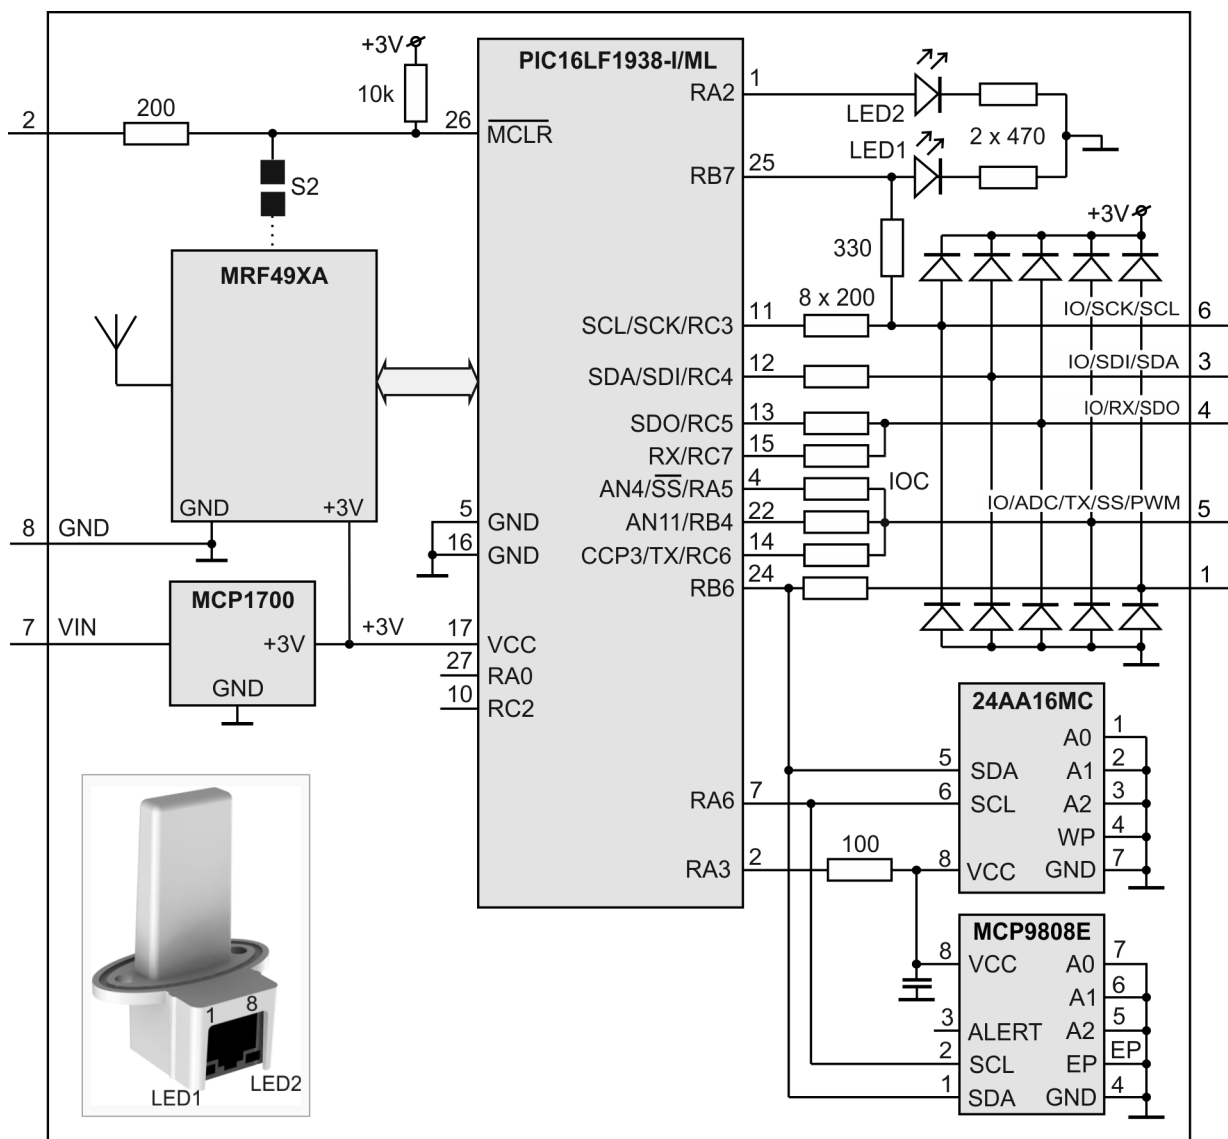 +3V
10k
200
2
26
MCLR
S2
PIC16LF1938-I/ML
RA2
1
LED2
2 x 470
LED1
RB7
25
330
+3V
8 x 200
SCL/SCK/RC3
11
IO/SCK/SCL
6
SDA/SDI/RC4
12
IO/SDI/SDA
3
SDO/RC5
13
IO/RX/SDO
4
RX/RC7
15
AN4/SS/RA5
4
IOC
AN11/RB4
22
IO/ADC/TX/SS/PWM
5
CCP3/TX/RC6
14
RB6
24
1
MRF49XA
GND
+3V
8
GND
5
GND
16
GND
MCP1700
7
VIN
+3V
GND
+3V
17
VCC
27
RA0
10
RC2
RA6
7
RA3
2
100
24AA16MC
A0
1
5
SDA
A1
2
6
SCL
A2
3
WP
4
8
VCC
GND
7
MCP9808E
8
VCC
A0
7
A1
6
3
ALERT
A2
5
2
SCL
EP
EP
1
SDA
GND
4
1
8
LED1
LED2